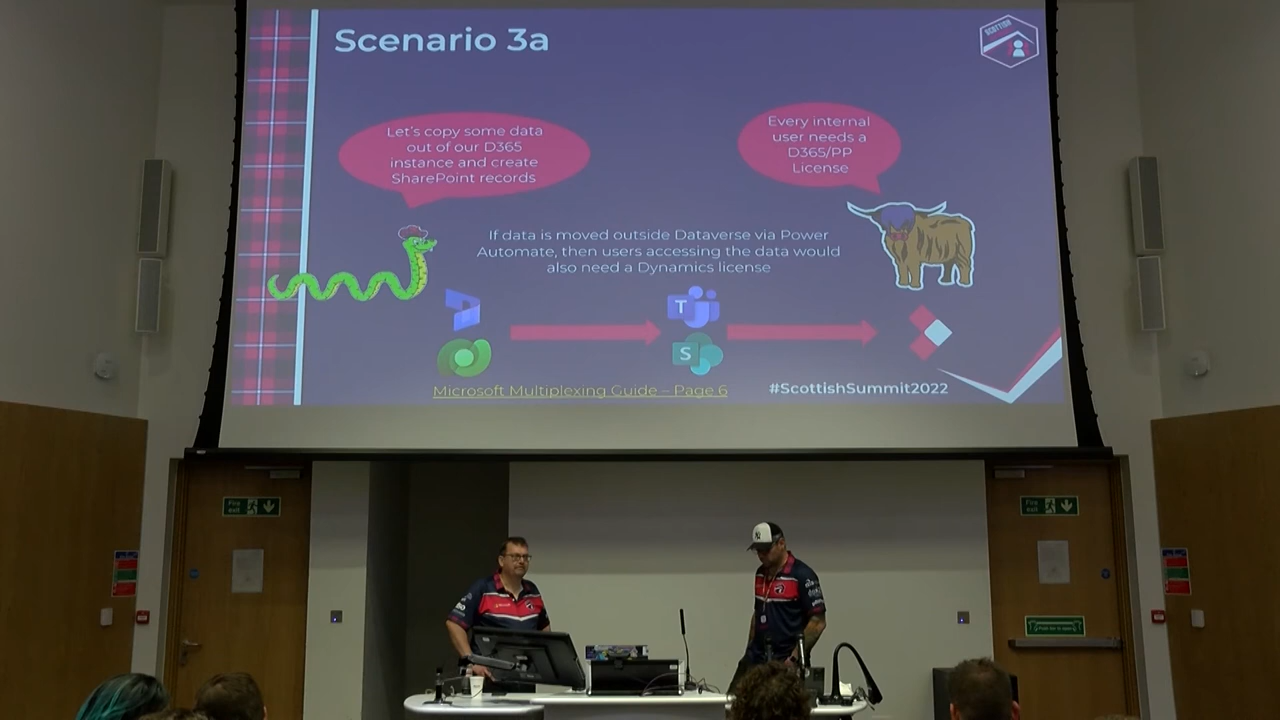 Scenario 3a
SCOTTISH
Let's copy some data
out of our D365
instance and create
SharePoint records
Every internal
user needs a
D365/PP
License
If data is moved outside Dataverse via Power
Automate, then users accessing the data would
also need a Dynamics license
T
S
Microsoft Multiplexing Guide – Page 6
#ScottishSummit2022
Fire
exit
Fire
exit